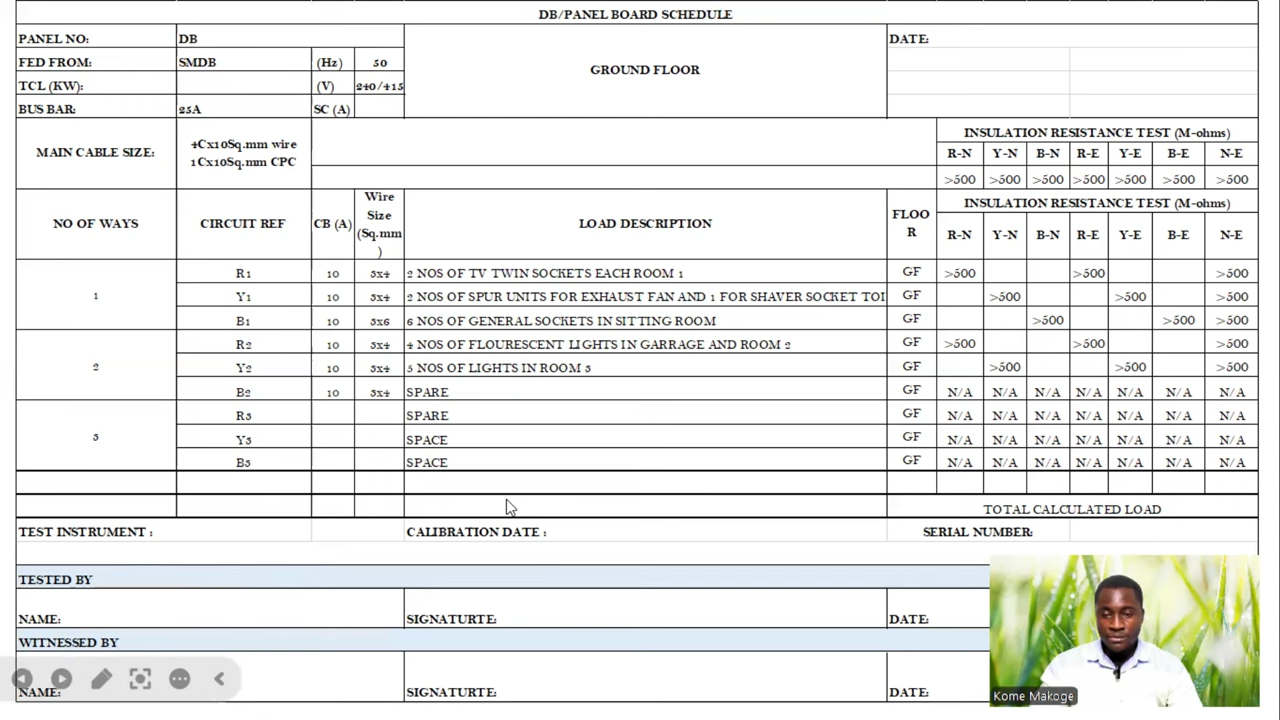 DB/PANEL BOARD SCHEDULE
PANEL NO: DB GROUND FLOOR DATE:
FED FROM: SMDB (Hz) 50
TCL (KW): (V) 240/415
BUS BAR: 25A SC (A)
MAIN CABLE SIZE: 4Cx10Sq.mm wire 1Cx10Sq.mm CPC
INSULATION RESISTANCE TEST (M-ohms)
R-N Y-N B-N R-E Y-E B-E N-E
>500 >500 >500 >500 >500 >500 >500
NO OF WAYS CIRCUIT REF CB (A) Wire Size (Sq.mm) LOAD DESCRIPTION FLOOR INSULATION RESISTANCE TEST (M-ohms)
R-N Y-N B-N R-E Y-E B-E N-E
1 R1 10 3x4 2 NOS OF TV TWIN SOCKETS EACH ROOM 1 GF >500 >500 >500
Y1 10 3x4 2 NOS OF SPUR UNITS FOR EXHAUST FAN AND 1 FOR SHAVER SOCKET TOI GF >500 >500 >500
B1 10 3x6 6 NOS OF GENERAL SOCKETS IN SITTING ROOM GF >500 >500 >500
2 R2 10 3x4 4 NOS OF FLOURESCENT LIGHTS IN GARRAGE AND ROOM 2 GF >500 >500 >500
Y2 10 3x4 3 NOS OF LIGHTS IN ROOM 3 GF >500 >500 >500
B2 10 3x4 SPARE GF N/A N/A N/A N/A N/A N/A N/A
3 R3 SPARE GF N/A N/A N/A N/A N/A N/A N/A
Y3 SPACE GF N/A N/A N/A N/A N/A N/A N/A
B3 SPACE GF N/A N/A N/A N/A N/A N/A N/A
TOTAL CALCULATED LOAD
TEST INSTRUMENT : CALIBRATION DATE : SERIAL NUMBER:
TESTED BY
NAME: SIGNATURTE: DATE:
WITNESSED BY
NAME: SIGNATURTE: DATE:
Kome Makoge